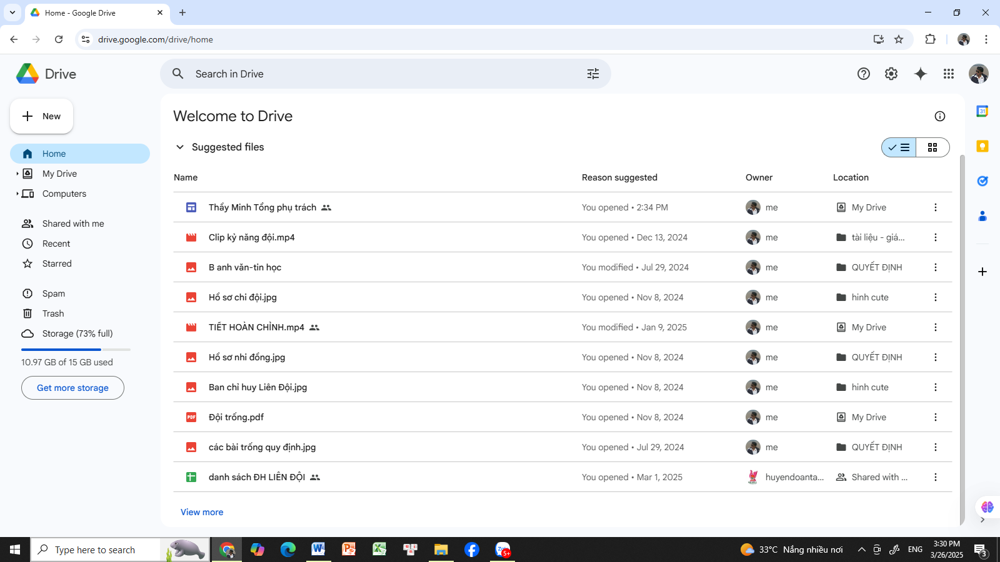 Home - Google Drive
drive.google.com/drive/home
Drive
Search in Drive
New
Welcome to Drive
Home
My Drive
Computers
Shared with me
Recent
Starred
Spam
Trash
Storage (73% full)
10.97 GB of 15 GB used
Get more storage
Suggested files
Name Reason suggested Owner Location
Thầy Minh Tổng phụ trách You opened • 2:34 PM me My Drive
Clip kỷ năng đội.mp4 You opened • Dec 13, 2024 me tài liệu - giá...
B anh văn-tin học You modified • Jul 29, 2024 me QUYẾT ĐỊNH
Hồ sơ chi đội.jpg You opened • Nov 8, 2024 me hinh cute
TIẾT HOÀN CHỈNH.mp4 You modified • Jan 9, 2025 me My Drive
Hồ sơ nhi đồng.jpg You opened • Nov 8, 2024 me QUYẾT ĐỊNH
Ban chỉ huy Liên Đội.jpg You opened • Nov 8, 2024 me hinh cute
PDF Đội trống.pdf You opened • Nov 8, 2024 me My Drive
các bài trống quy định.jpg You opened • Jul 29, 2024 me QUYẾT ĐỊNH
danh sách ĐH LIÊN ĐỘI You opened • Mar 1, 2025 huyendoanta... Shared with ...
View more
31
Type here to search
Zalo 5+
33°C Nắng nhiều nơi
ENG
3:30 PM
3/26/2025
3